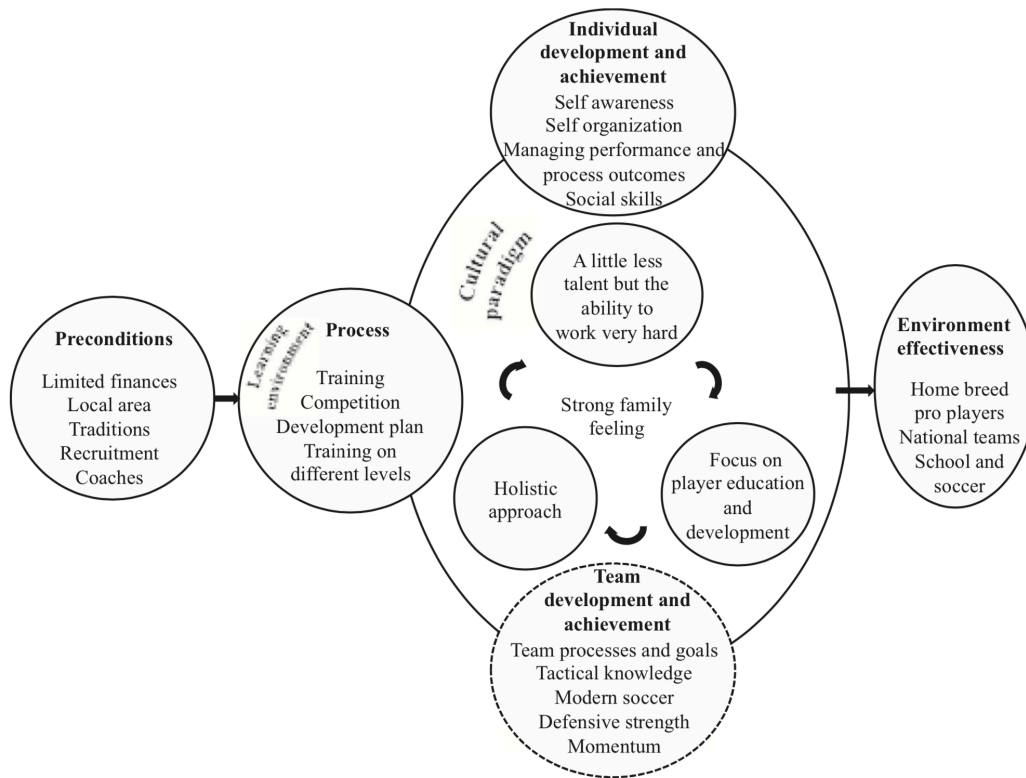 Individual
development and
achievement
Self awareness
Self organization
Managing performance and
process outcomes
Social skills
Cultural
paradigm
A little less
talent but the
ability to
work very hard
Preconditions
Limited finances
Local area
Traditions
Recruitment
Coaches
Learning
environment
Process
Training
Competition
Development plan
Training on
different levels
Strong family
feeling
Holistic
approach
Focus on
player education
and
development
Environment
effectiveness
Home breed
pro players
National teams
School and
soccer
Team
development and
achievement
Team processes and goals
Tactical knowledge
Modern soccer
Defensive strength
Momentum